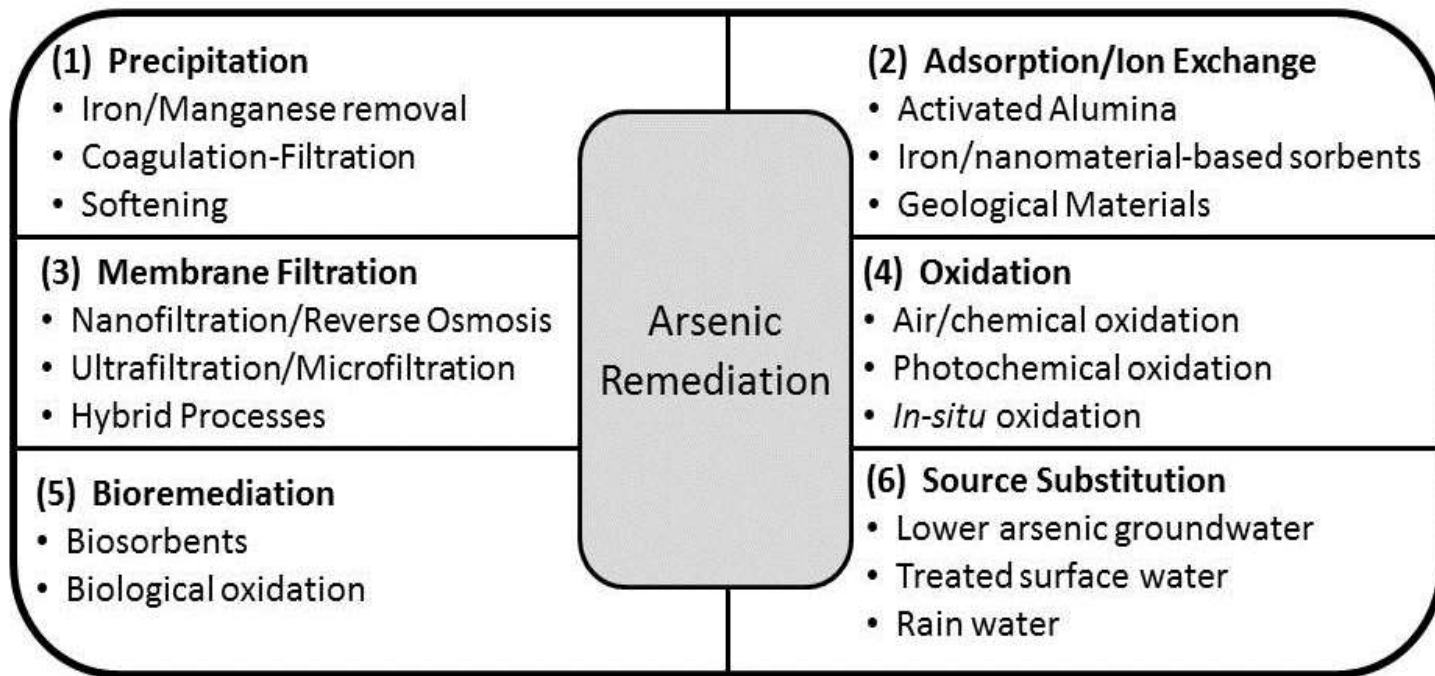 (1) Precipitation
• Iron/Manganese removal
• Coagulation-Filtration
• Softening
(2) Adsorption/Ion Exchange
• Activated Alumina
• Iron/nanomaterial-based sorbents
• Geological Materials
(3) Membrane Filtration
• Nanofiltration/Reverse Osmosis
• Ultrafiltration/Microfiltration
• Hybrid Processes
Arsenic
Remediation
(4) Oxidation
• Air/chemical oxidation
• Photochemical oxidation
• In-situ oxidation
(5) Bioremediation
• Biosorbents
• Biological oxidation
(6) Source Substitution
• Lower arsenic groundwater
• Treated surface water
• Rain water